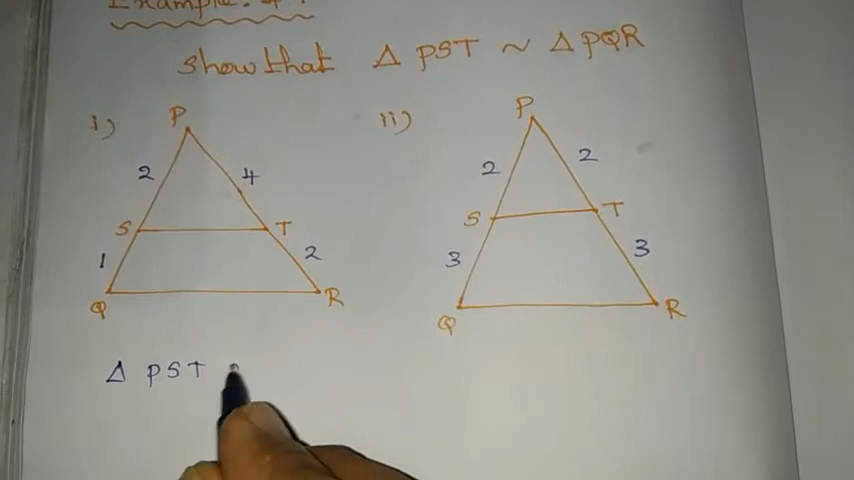 Show that Δ PST ~ Δ PQR
i) P ii) P
2 4 2 2
S T S T
1 2 3 3
Q R Q R
Δ PST